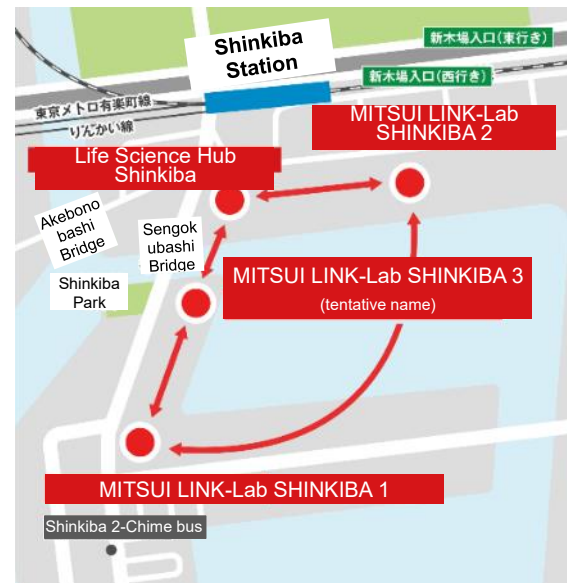 Shinkiba
Station
新木場入口(東行き)
新木場入口(西行き)
東京メトロ有楽町線
りんかい線
MITSUI LINK-Lab
SHINKIBA 2
Life Science Hub
Shinkiba
Akebono
bashi
Bridge
Sengok
ubashi
Bridge
Shinkiba
Park
MITSUI LINK-Lab SHINKIBA 3
(tentative name)
MITSUI LINK-Lab SHINKIBA 1
Shinkiba 2-Chime bus